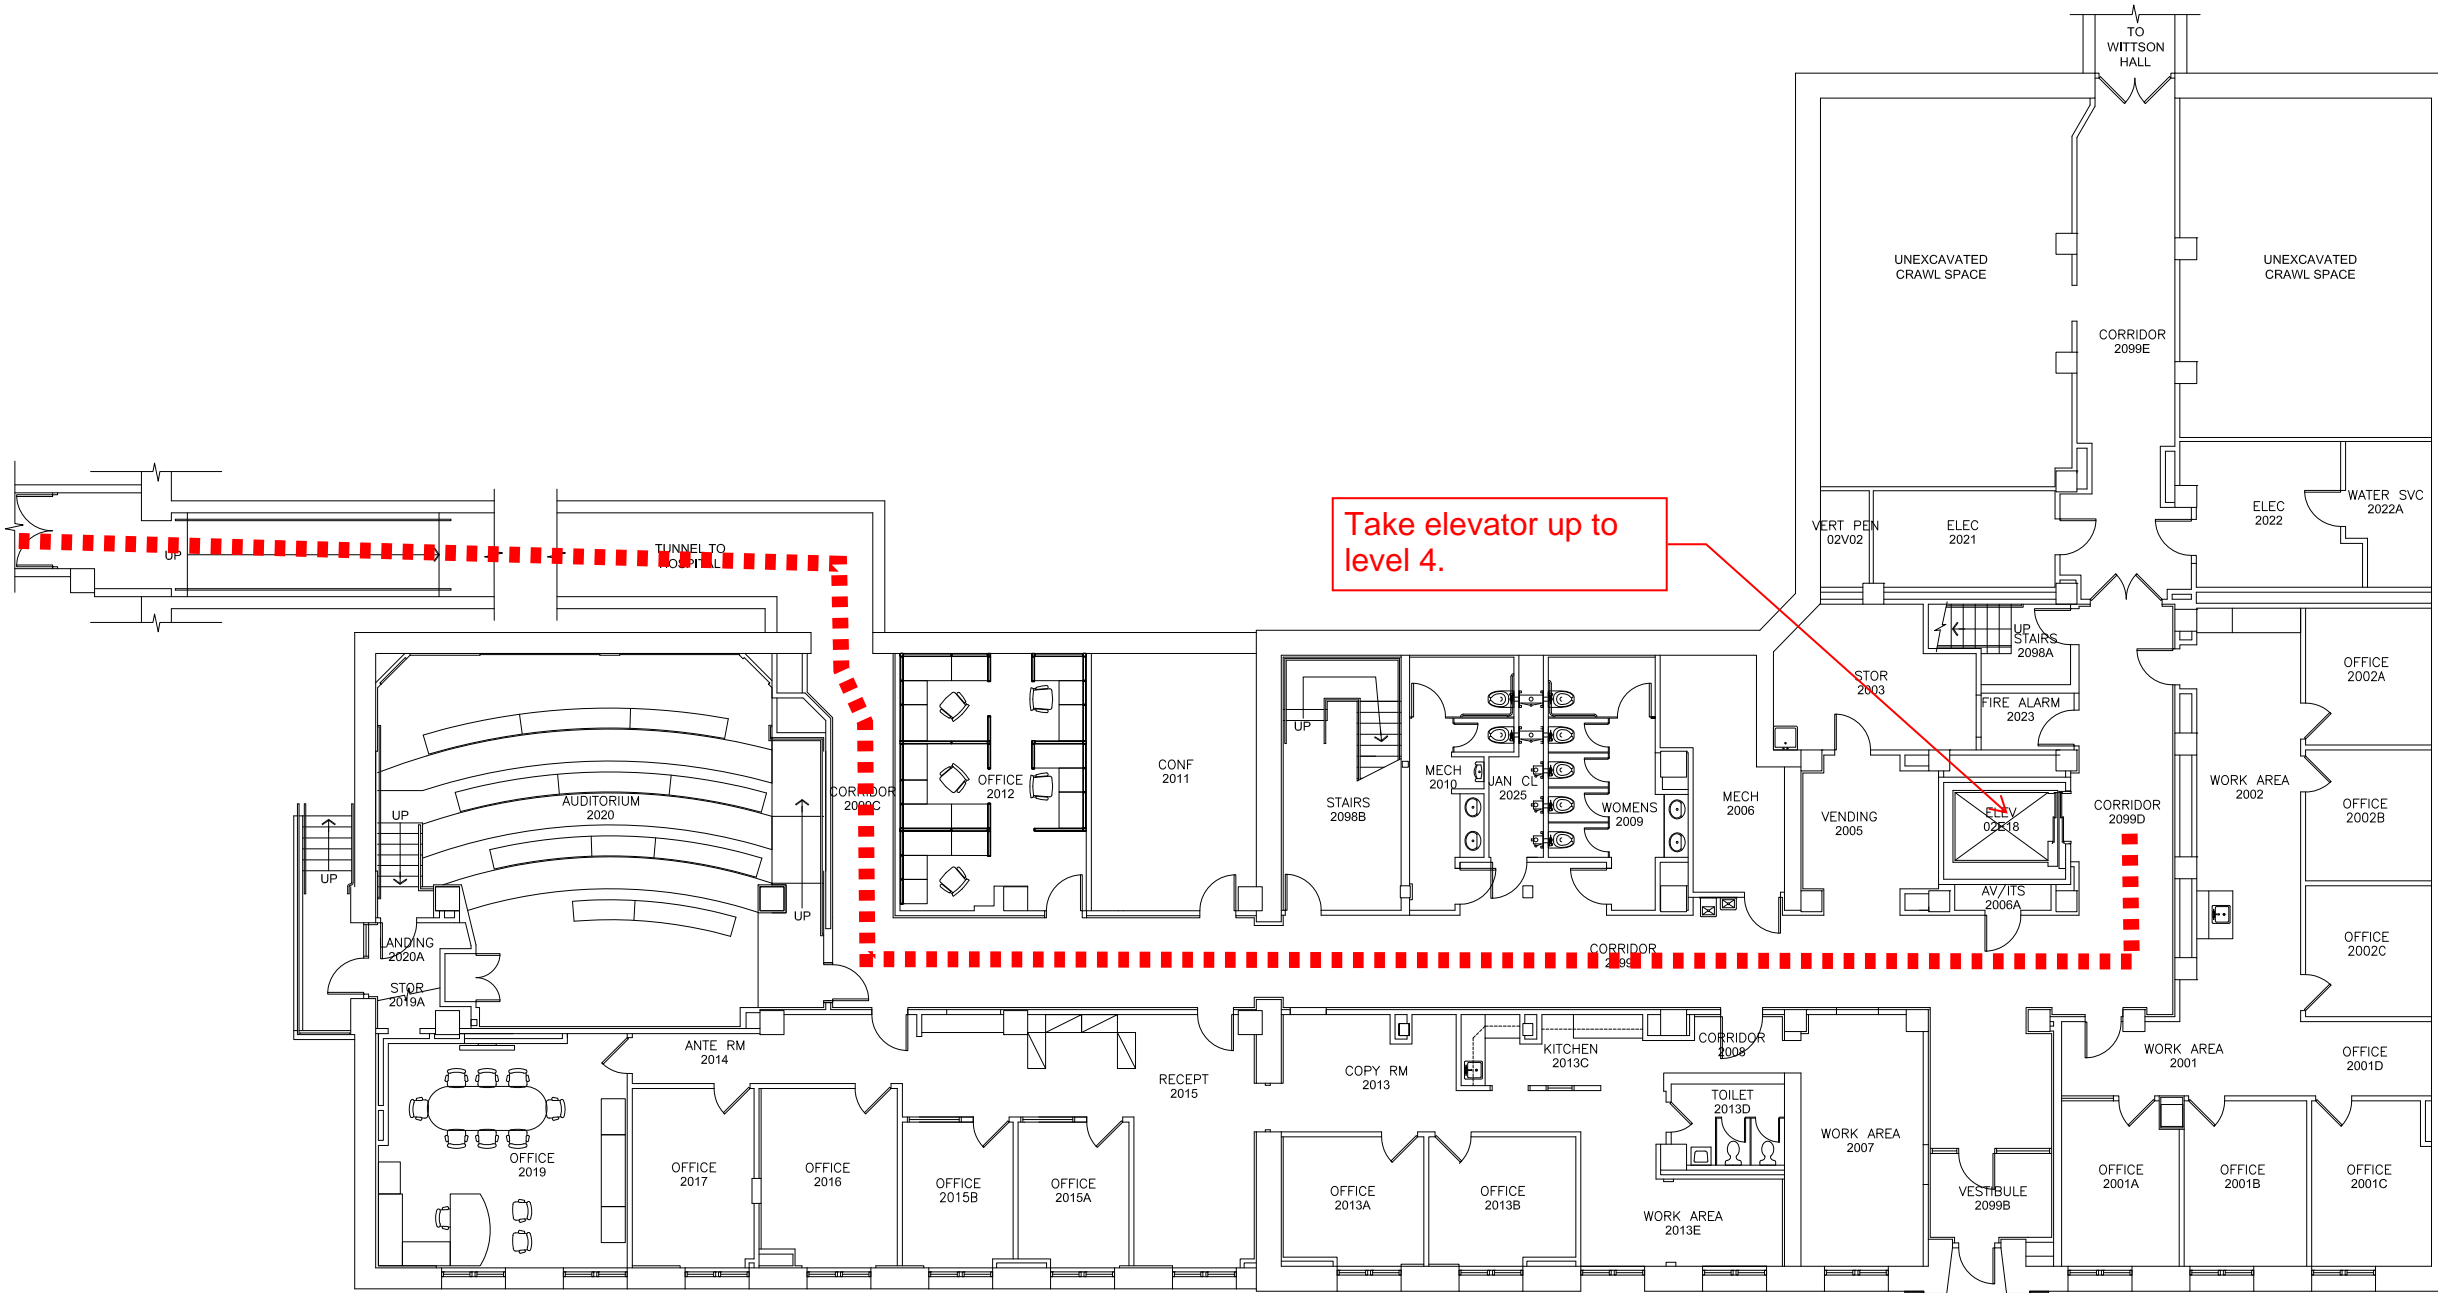 TO
WITTSON
HALL
UNEXCAVATED
CRAWL SPACE
UNEXCAVATED
CRAWL SPACE
CORRIDOR
2099E
Take elevator up to
level 4.
VERT PEN
02V02
ELEC
2021
ELEC
2022
WATER SVC
2022A
UP
TUNNEL TO
HOSPITAL
UP
STAIRS
2098A
STOR
2003
FIRE ALARM
2023
OFFICE
2002A
WORK AREA
2002
OFFICE
2002B
OFFICE
2002C
CORRIDOR
2099D
ELEV
02E18
AV/ITS
2006A
VENDING
2005
MECH
2006
WOMENS
2009
JAN CL
2025
MECH
2010
UP
STAIRS
2098B
CONF
2011
OFFICE
2012
CORRIDOR
2099C
AUDITORIUM
2020
UP
UP
UP
LANDING
2020A
STOR
2019A
CORRIDOR
ANTE RM
2014
OFFICE
2019
OFFICE
2017
OFFICE
2016
OFFICE
2015B
OFFICE
2015A
RECEPT
2015
COPY RM
2013
KITCHEN
2013C
CORRIDOR
2008
TOILET
2013D
OFFICE
2013A
OFFICE
2013B
WORK AREA
2013E
WORK AREA
2007
VESTIBULE
2099B
WORK AREA
2001
OFFICE
2001D
OFFICE
2001A
OFFICE
2001B
OFFICE
2001C